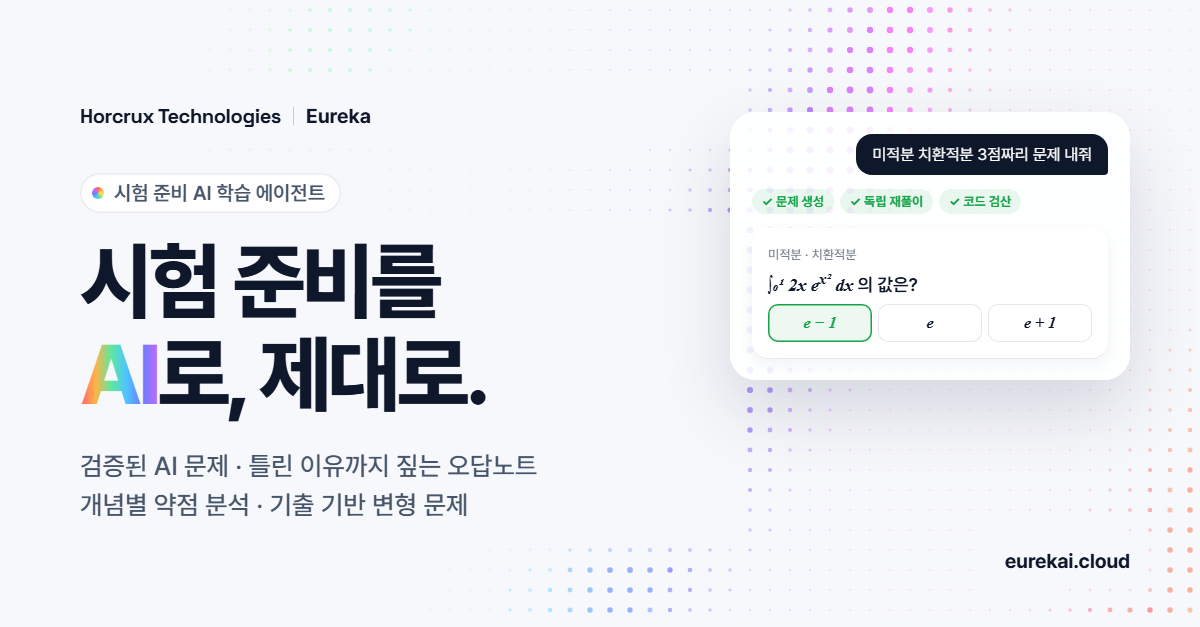 Horcrux Technologies | Eureka
시험 준비 AI 학습 에이전트
시험 준비를
AI로, 제대로.
검증된 AI 문제 · 틀린 이유까지 짚는 오답노트
개념별 약점 분석 · 기출 기반 변형 문제
미적분 치환적분 3점짜리 문제 내줘
✓ 문제 생성 ✓ 독립 재풀이 ✓ 코드 검산
미적분 · 치환적분
∫₀¹ 2x eˣ² dx 의 값은?
e − 1 e e + 1
eurekai.cloud